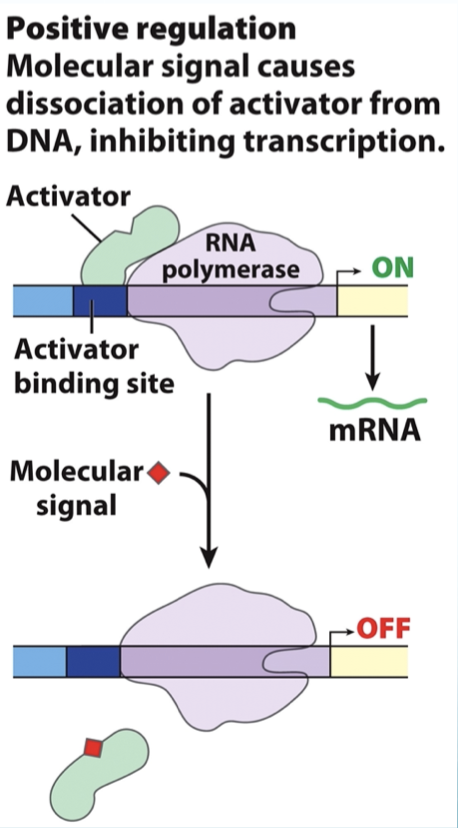 Positive regulation
Molecular signal causes
dissociation of activator from
DNA, inhibiting transcription.
Activator
RNA
polymerase
ON
Activator
binding site
mRNA
Molecular
signal
OFF